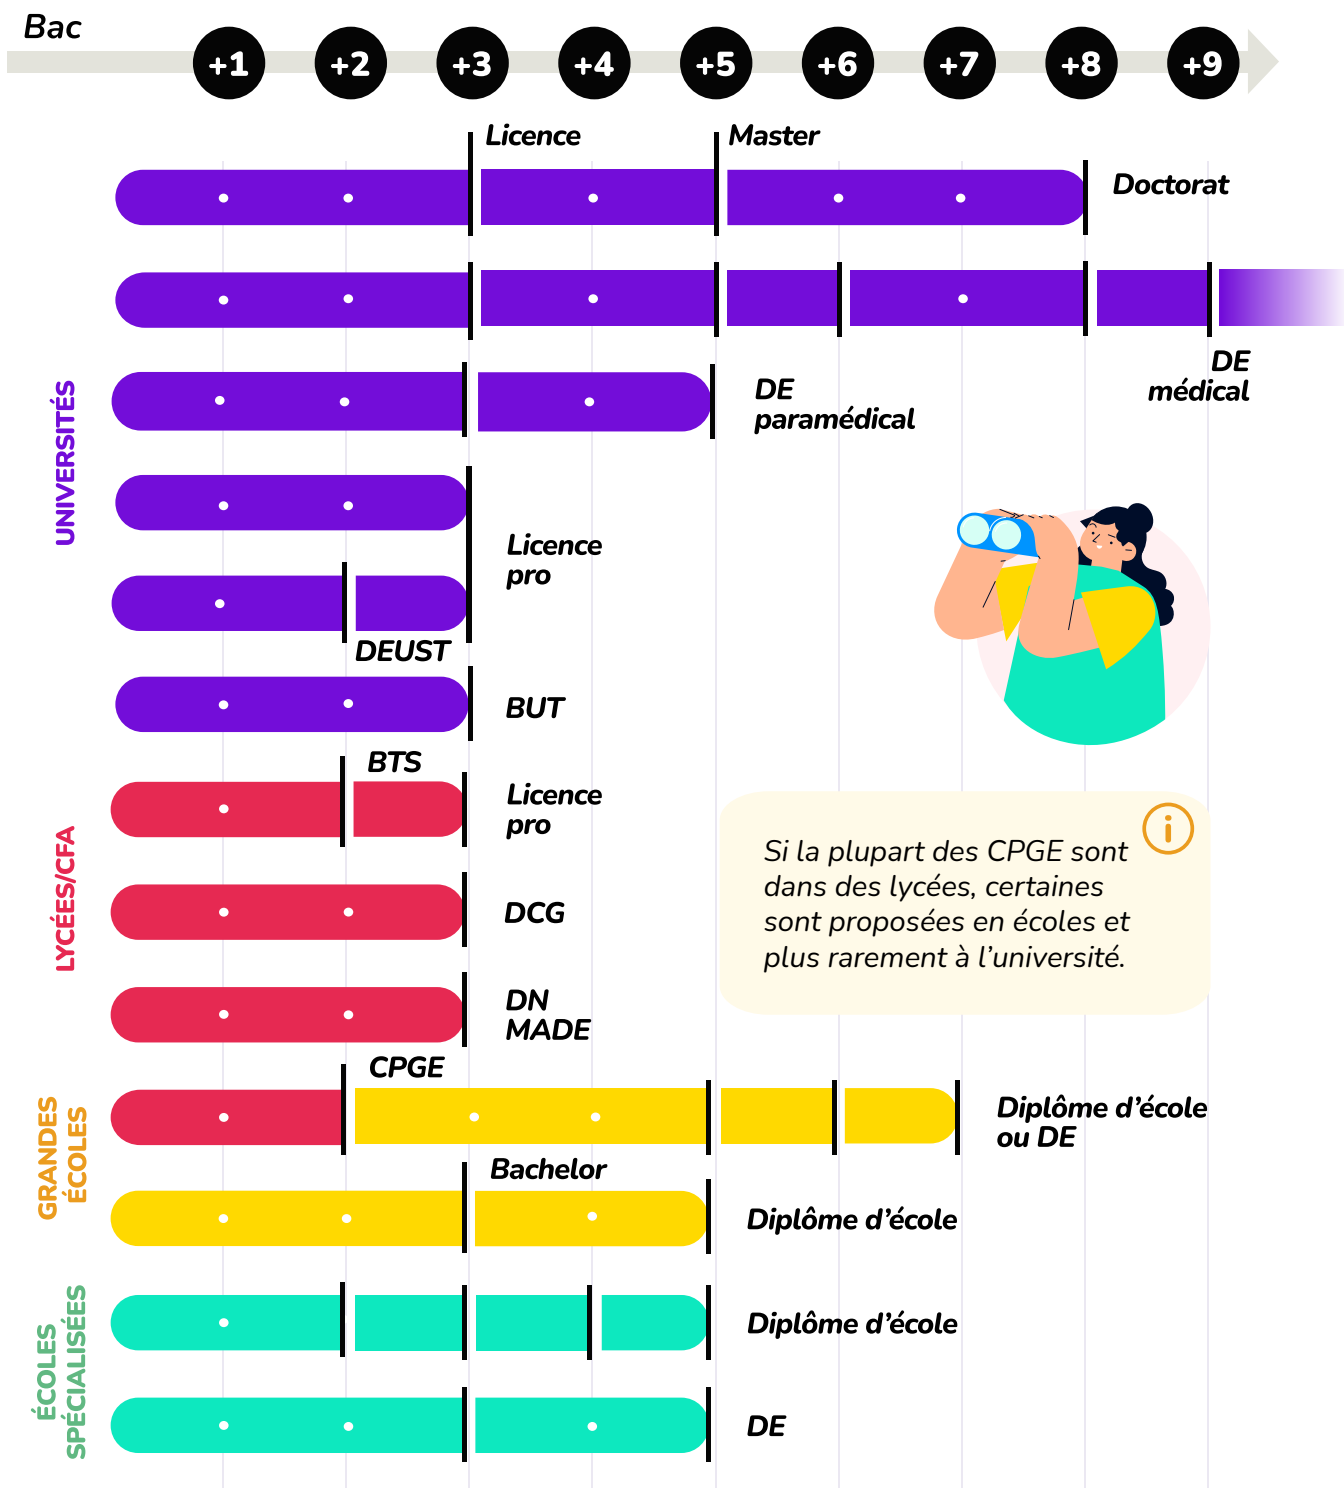 Bac
+1
+2
+3
+4
+5
+6
+7
+8
+9
Licence
Master
Doctorat
DE
médical
UNIVERSITÉS
DE
paramédical
Licence
pro
DEUST
BUT
LYCÉES/CFA
BTS
Licence
pro
DCG
DN
MADE
Si la plupart des CPGE sont
dans des lycées, certaines
sont proposées en écoles et
plus rarement à l’université.
GRANDES
ÉCOLES
CPGE
Diplôme d’école
ou DE
Bachelor
Diplôme d’école
ÉCOLES
SPÉCIALISÉES
Diplôme d’école
DE